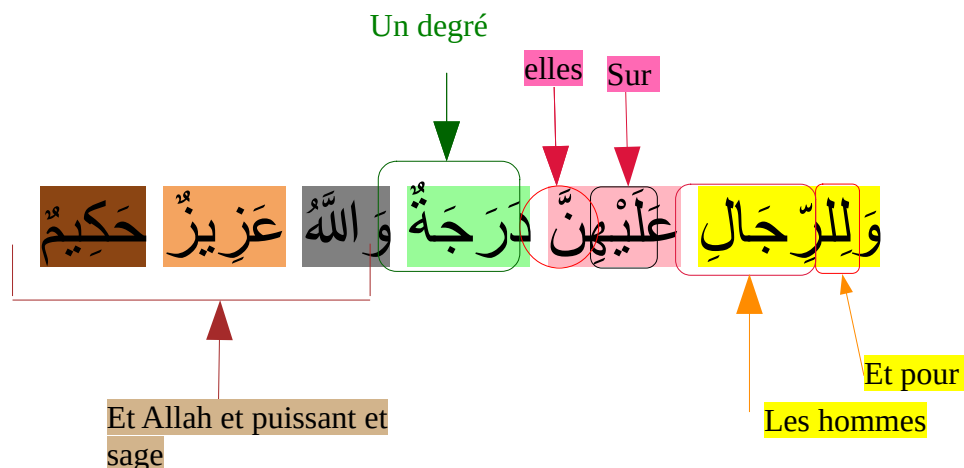 Un degré
elles
Sur
وَلِلرِّجَالِ عَلَيْهِنَّ دَرَجَةٌ وَ اللَّهُ عَزِيزٌ حَكِيمٌ
Et pour
Les hommes
Et Allah et puissant et
sage